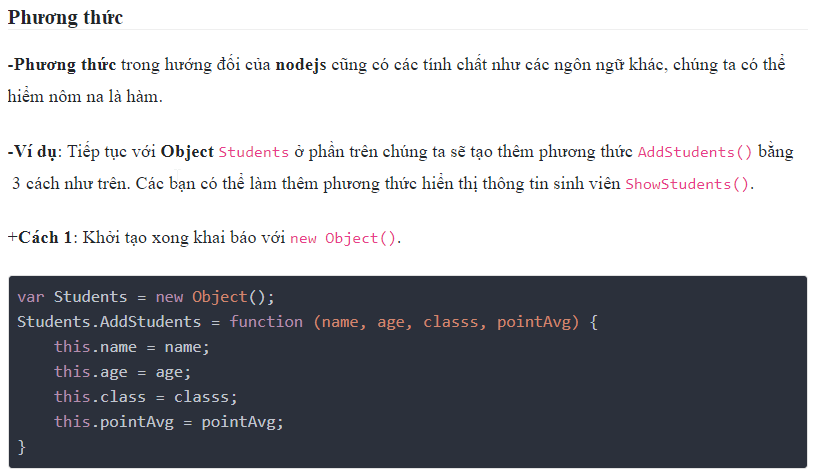 Phương thức
-Phương thức trong hướng đối của nodejs cũng có các tính chất như các ngôn ngữ khác, chúng ta có thể
hiểm nôm na là hàm.
-Ví dụ: Tiếp tục với Object Students ở phần trên chúng ta sẽ tạo thêm phương thức AddStudents() bằng
3 cách như trên. Các bạn có thể làm thêm phương thức hiển thị thông tin sinh viên ShowStudents().
+Cách 1: Khởi tạo xong khai báo với new Object().
var Students = new Object();
Students.AddStudents = function (name, age, classs, pointAvg) {
    this.name = name;
    this.age = age;
    this.class = classs;
    this.pointAvg = pointAvg;
}